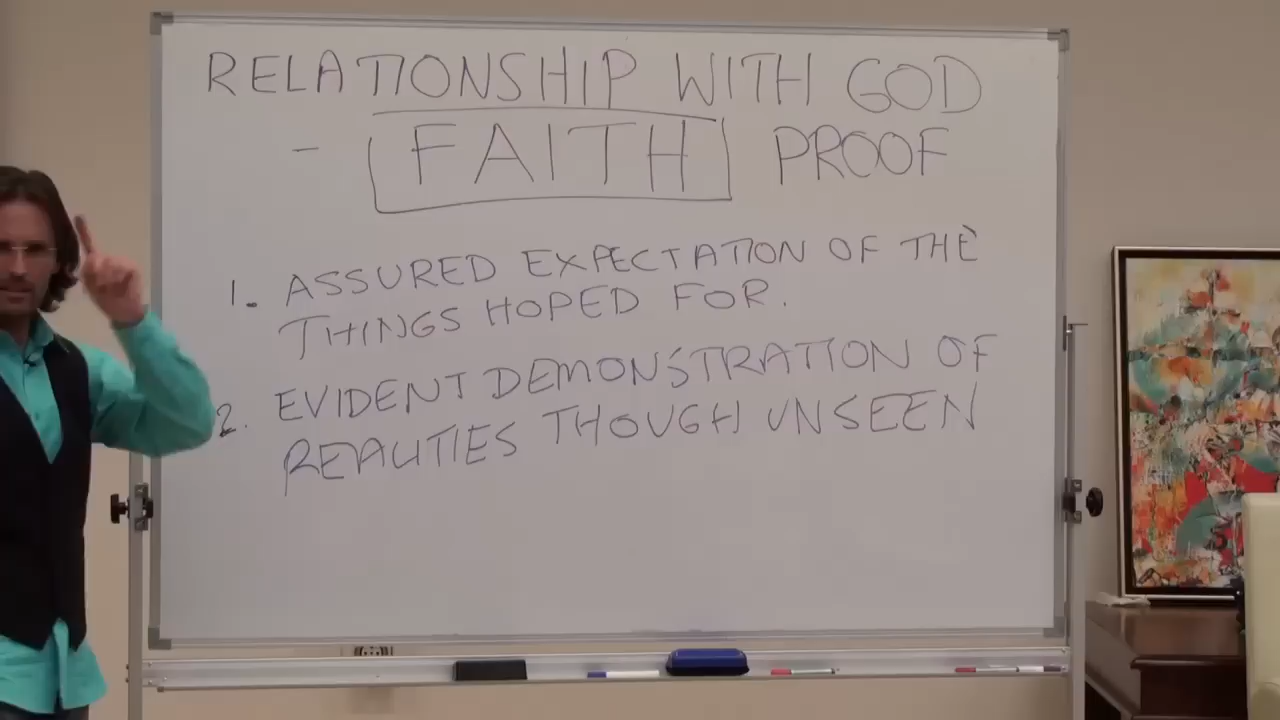 RELATIONSHIP WITH GOD
- FAITH PROOF
1. ASSURED EXPECTATION OF THE
THINGS HOPED FOR.
2. EVIDENT DEMONSTRATION OF
REALITIES THOUGH UNSEEN